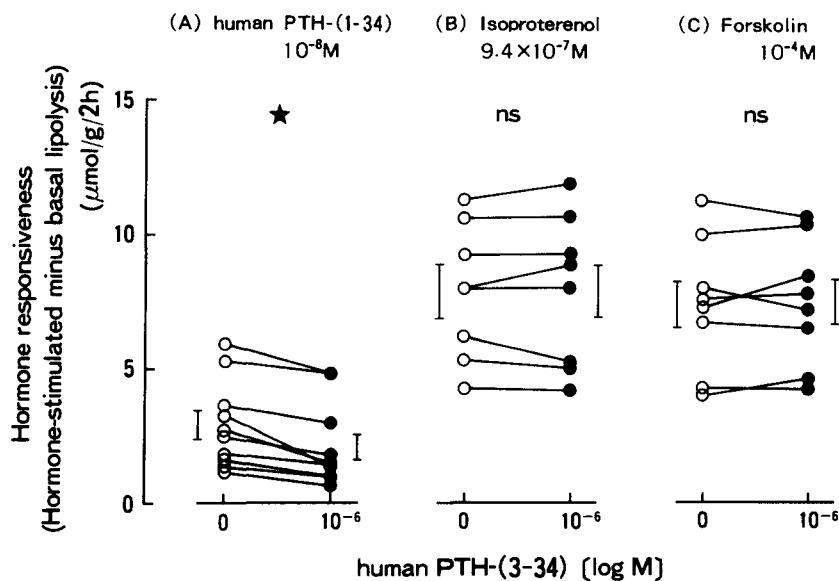 (A) human PTH-(1-34)
10⁻⁸M
(B) Isoproterenol
9.4×10⁻⁷M
(C) Forskolin
10⁻⁴M
Hormone responsiveness
(Hormone-stimulated minus basal lipolysis)
(μmol/g/2h)
15
10
5
0
★
ns
ns
0
10⁻⁶
0
10⁻⁶
0
10⁻⁶
human PTH-(3-34) [log M]